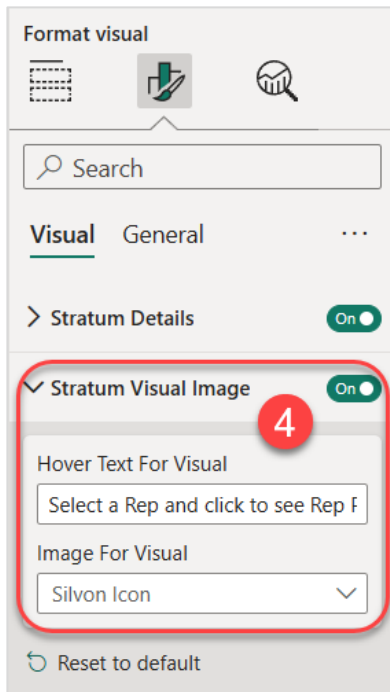 Format visual
Search
Visual General ...
Stratum Details On
Stratum Visual Image On
4
Hover Text For Visual
Select a Rep and click to see Rep F
Image For Visual
Silvon Icon
Reset to default